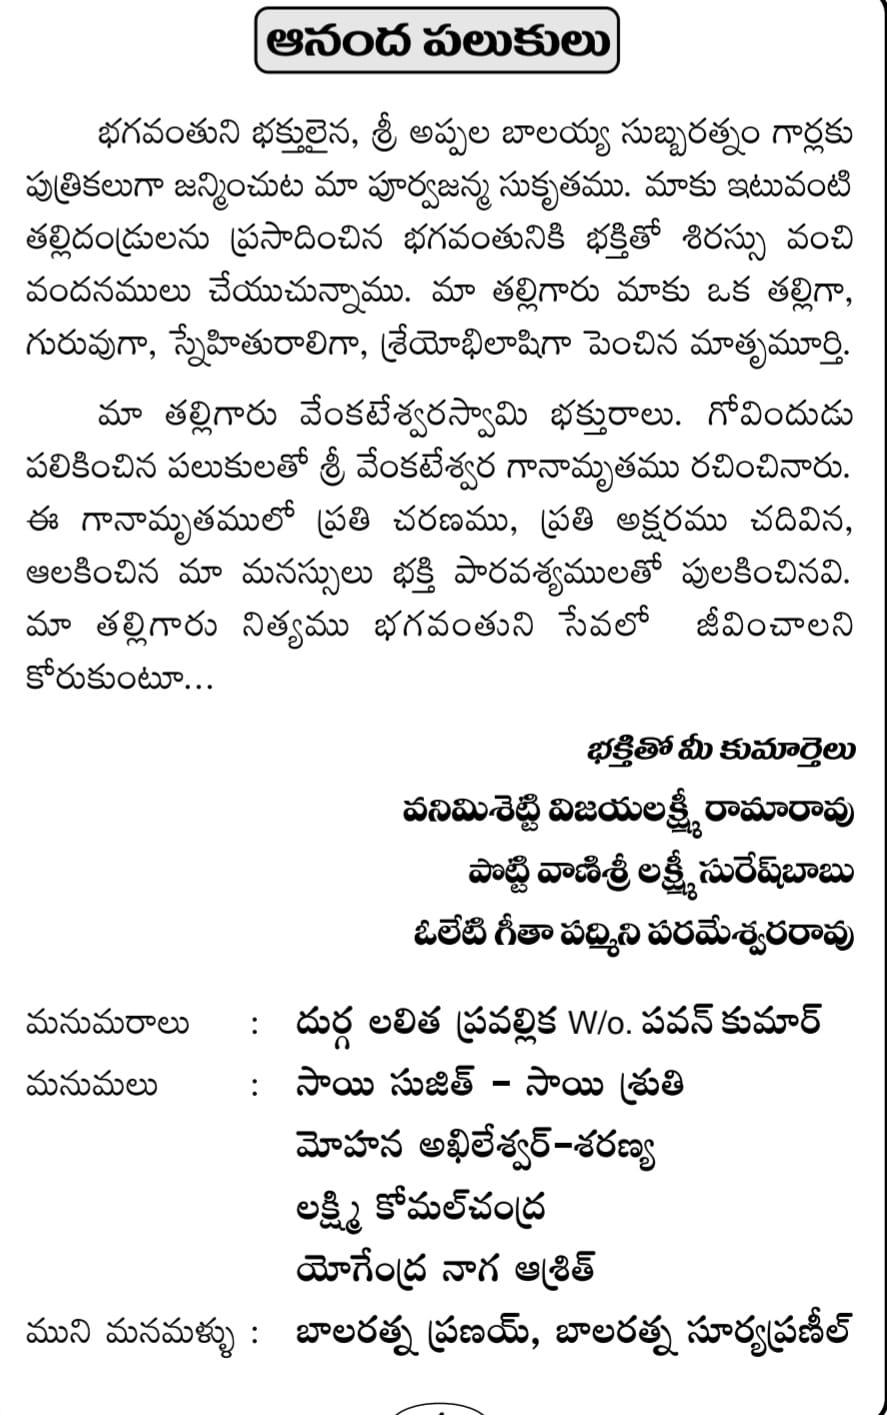 ఆనంద పలుకులు
భగవంతుని భక్తులైన, శ్రీ అప్పల బాలయ్య సుబ్బరత్నం గార్లకు
పుత్రికలుగా జన్మించుట మా పూర్వజన్మ సుకృతము. మాకు ఇటువంటి
తల్లిదండ్రులను ప్రసాదించిన భగవంతునికి భక్తితో శిరస్సు వంచి
వందనములు చేయుచున్నాము. మా తల్లిగారు మాకు ఒక తల్లిగా,
గురువుగా, స్నేహితురాలిగా, శ్రేయోభిలాషిగా పెంచిన మాతృమూర్తి.
మా తల్లిగారు వేంకటేశ్వరస్వామి భక్తురాలు. గోవిందుడు
పలికించిన పలుకులతో శ్రీ వేంకటేశ్వర గానామృతము రచించినారు.
ఈ గానామృతములో ప్రతి చరణము, ప్రతి అక్షరము చదివిన,
ఆలకించిన మా మనస్సులు భక్తి పారవశ్యములతో పులకించినవి.
మా తల్లిగారు నిత్యము భగవంతుని సేవలో జీవించాలని
కోరుకుంటూ...
భక్తితో మీ కుమార్తెలు
వనిమిశెట్టి విజయలక్ష్మీ రామారావు
పొట్టి వాణిశ్రీ లక్ష్మీ సురేష్‌బాబు
ఓలేటి గీతా పద్మిని పరమేశ్వరరావు
మనుమరాలు : దుర్గ లలిత ప్రవల్లిక W/o. పవన్ కుమార్
మనుమలు : సాయి సుజిత్ - సాయి శ్రుతి
మోహన అఖిలేశ్వర్-శరణ్య
లక్ష్మి కోమల్‌చంద్ర
యోగేంద్ర నాగ ఆశ్రిత్
ముని మనమళ్ళు : బాలరత్న ప్రణయ్, బాలరత్న సూర్యప్రణీల్